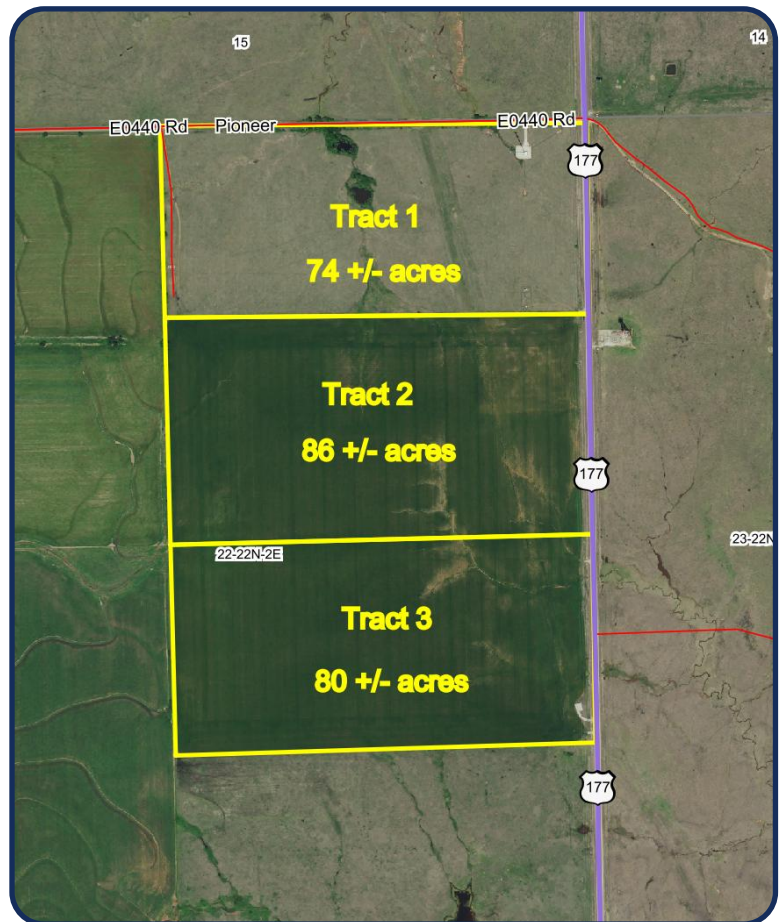 15
14
E0440 Rd
Pioneer
E0440 Rd
177
Tract 1
74 +/- acres
Tract 2
86 +/- acres
177
22-22N-2E
23-22N
Tract 3
80 +/- acres
177